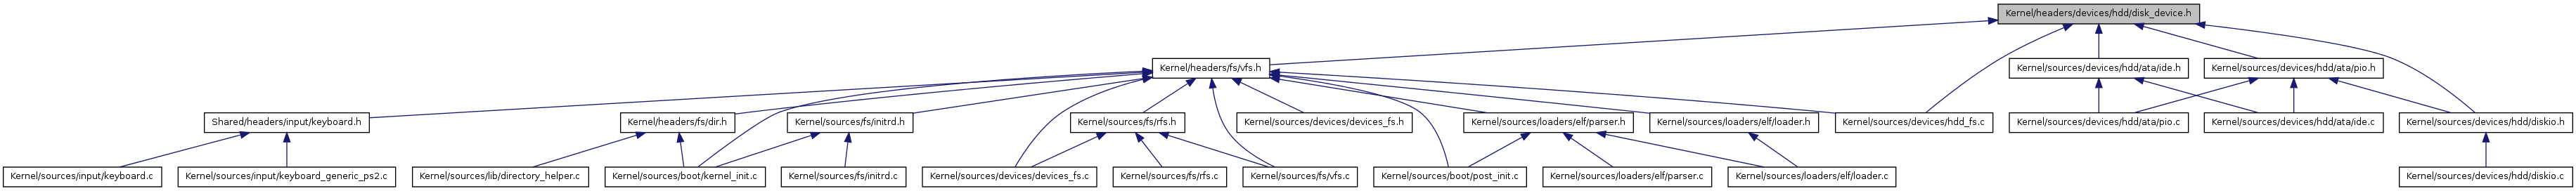 Kernel/headers/devices/hdd/disk_device.h
Kernel/headers/fs/vfs.h
Kernel/sources/devices/hdd/ata/ide.h
Kernel/sources/devices/hdd/ata/pio.h
Shared/headers/input/keyboard.h
Kernel/headers/fs/dir.h
Kernel/sources/fs/initrd.h
Kernel/sources/fs/rfs.h
Kernel/sources/devices/devices_fs.h
Kernel/sources/loaders/elf/parser.h
Kernel/sources/loaders/elf/loader.h
Kernel/sources/devices/hdd_fs.c
Kernel/sources/devices/hdd/ata/pio.c
Kernel/sources/devices/hdd/ata/ide.c
Kernel/sources/devices/hdd/diskio.h
Kernel/sources/input/keyboard.c
Kernel/sources/input/keyboard_generic_ps2.c
Kernel/sources/lib/directory_helper.c
Kernel/sources/boot/kernel_init.c
Kernel/sources/fs/initrd.c
Kernel/sources/devices/devices_fs.c
Kernel/sources/fs/rfs.c
Kernel/sources/fs/vfs.c
Kernel/sources/boot/post_init.c
Kernel/sources/loaders/elf/parser.c
Kernel/sources/loaders/elf/loader.c
Kernel/sources/devices/hdd/diskio.c